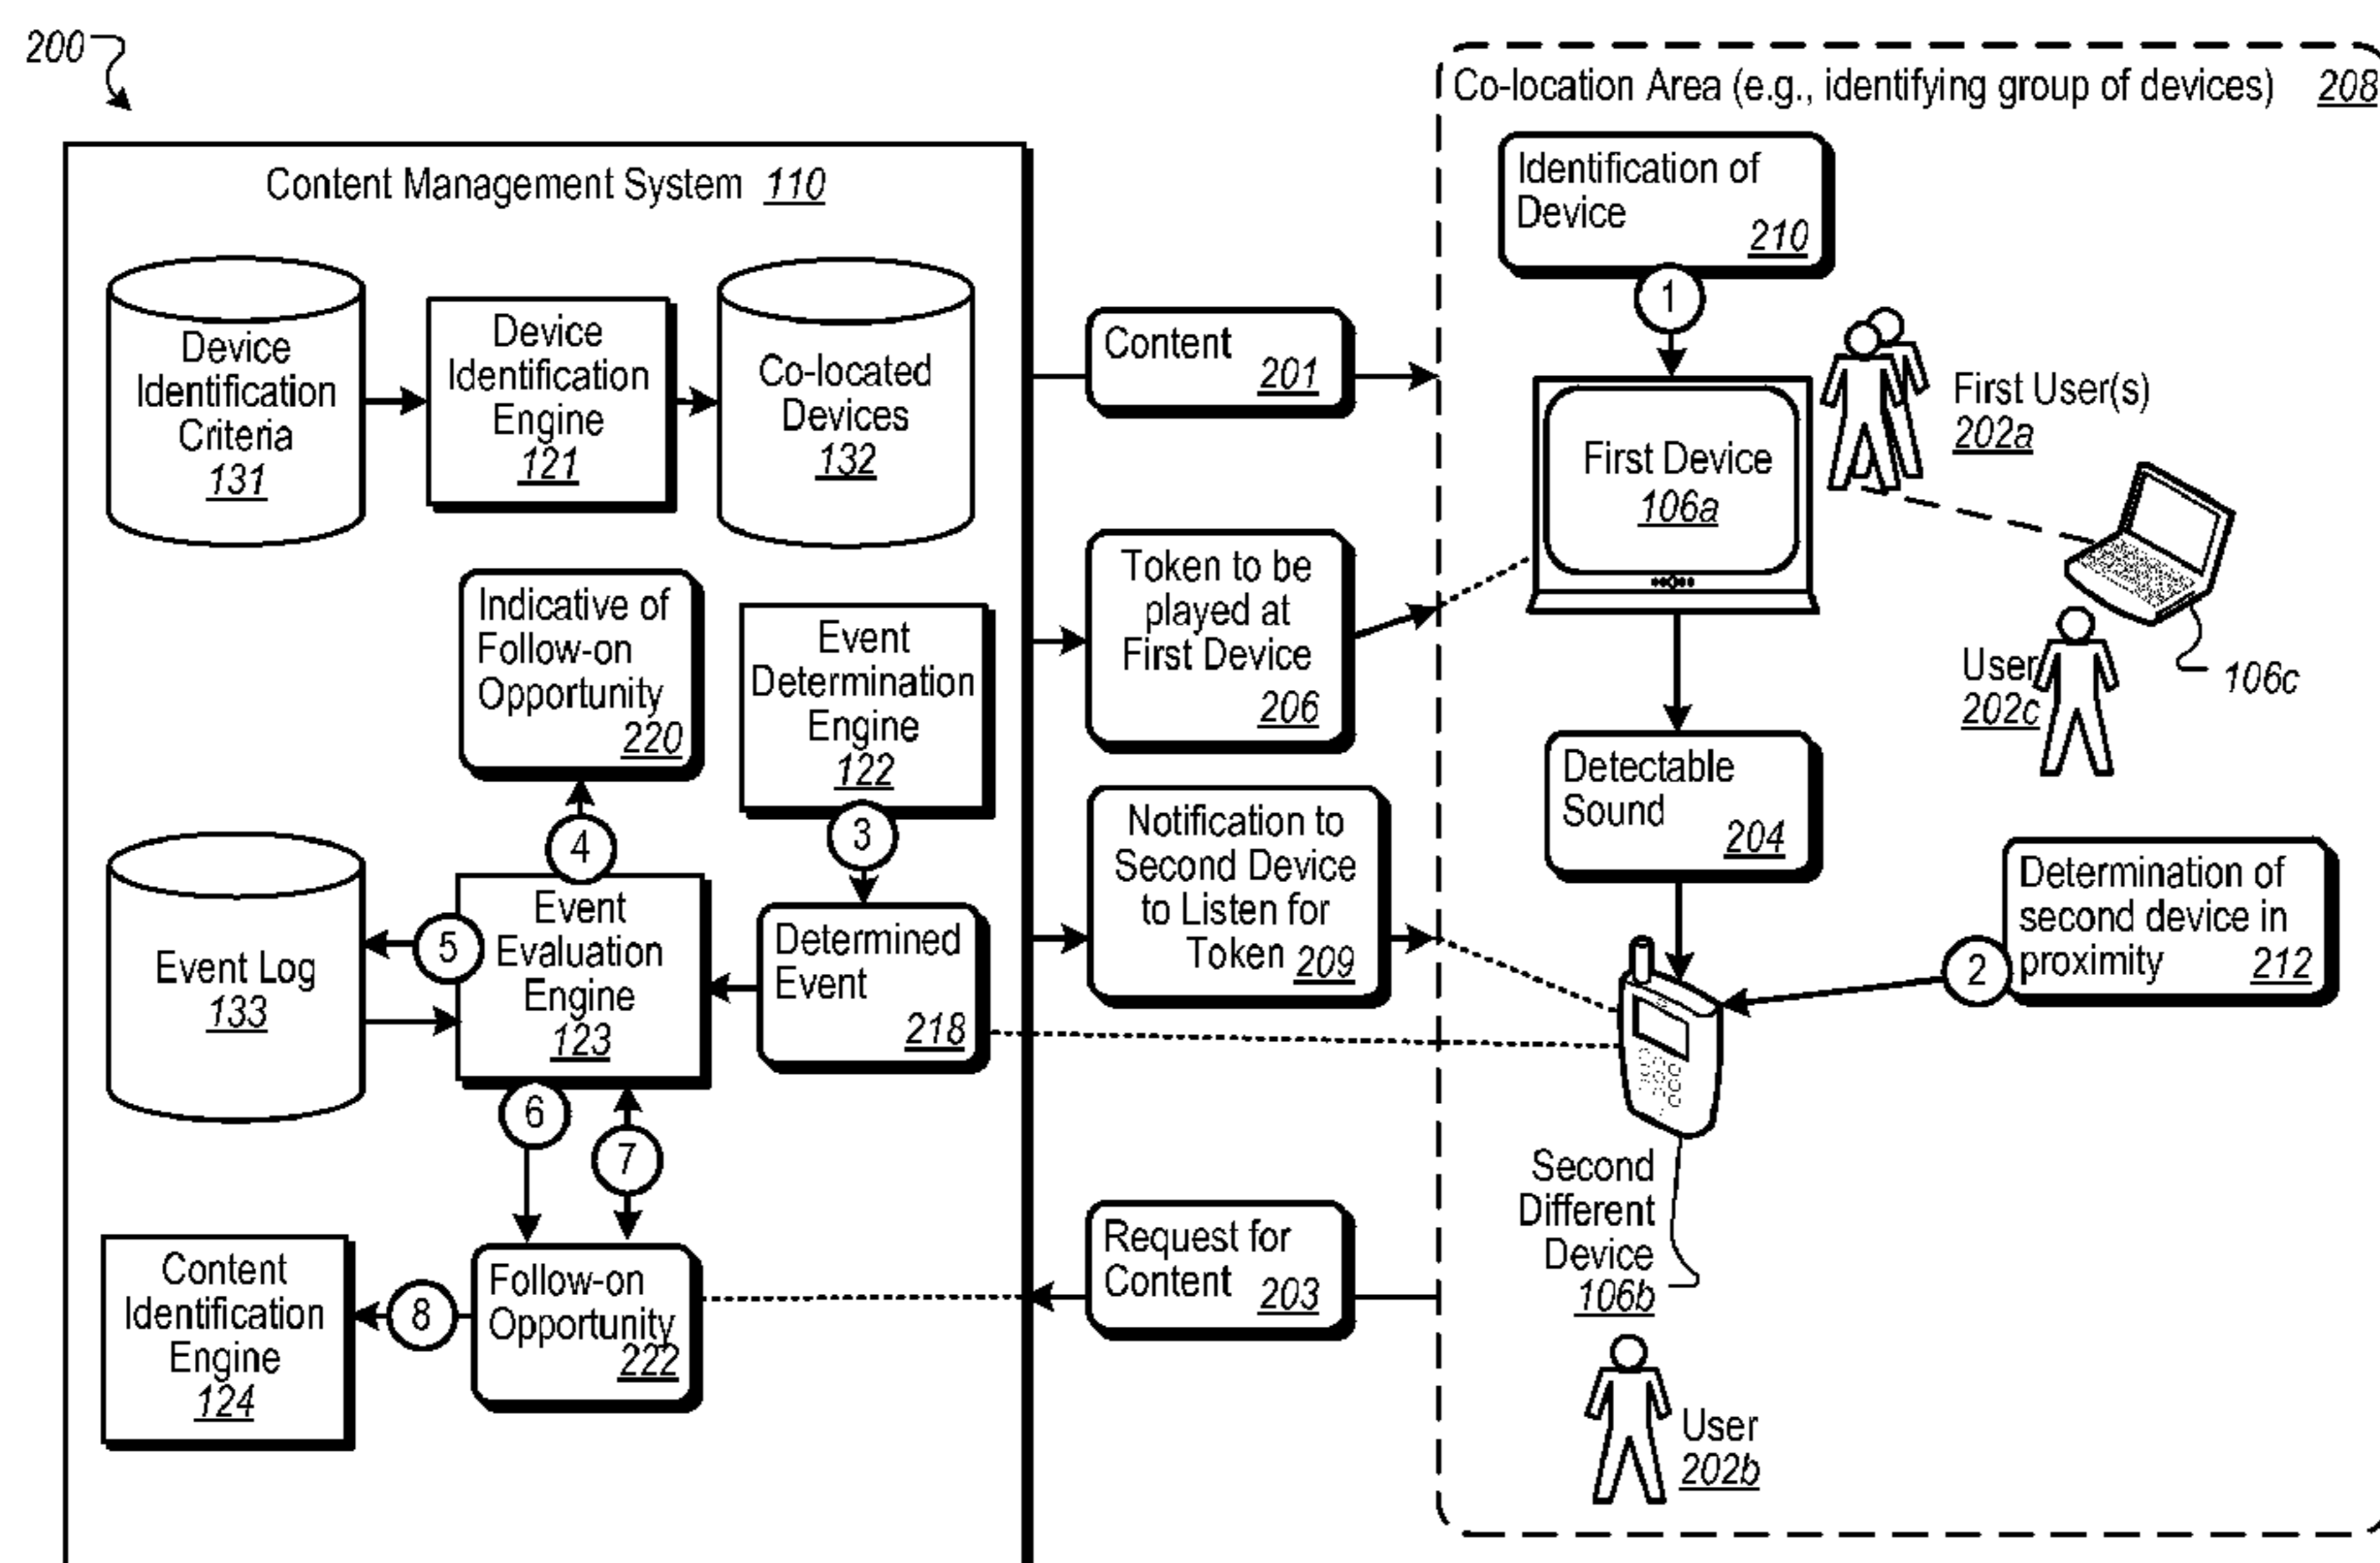 200
Co-location Area (e.g., identifying group of devices) 208
Content Management System 110
Identification of
Device
210
1
Device
Identification
Criteria
131
Device
Identification
Engine
121
Co-located
Devices
132
Content
201
First Device
106a
First User(s)
202a
Indicative of
Follow-on
Opportunity
220
Event
Determination
Engine
122
Token to be
played at
First Device
206
User
202c
106c
Detectable
Sound
204
4
3
Notification to
Second Device
to Listen for
Token 209
Determination of
second device in
proximity 212
2
Event Log
133
5
Event
Evaluation
Engine
123
Determined
Event
218
6
7
Second
Different
Device
106b
Request for
Content 203
Content
Identification
Engine
124
8
Follow-on
Opportunity
222
User
202b